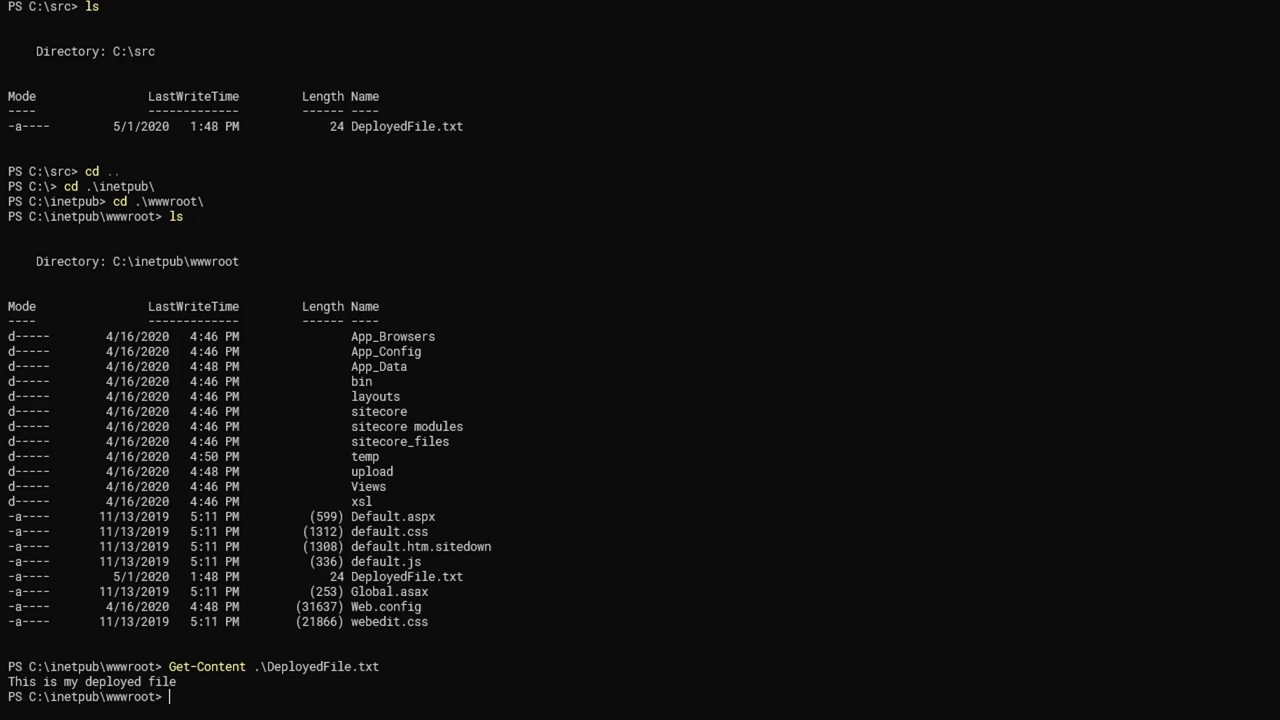 PS C:\src> ls
Directory: C:\src
Mode                LastWriteTime         Length Name
----                -------------         ------ ----
-a----         5/1/2020   1:48 PM             24 DeployedFile.txt
PS C:\src> cd ..
PS C:\> cd .\inetpub\
PS C:\inetpub> cd .\wwwroot\
PS C:\inetpub\wwwroot> ls
Directory: C:\inetpub\wwwroot
Mode                LastWriteTime         Length Name
----                -------------         ------ ----
d-----        4/16/2020   4:46 PM                App_Browsers
d-----        4/16/2020   4:46 PM                App_Config
d-----        4/16/2020   4:48 PM                App_Data
d-----        4/16/2020   4:46 PM                bin
d-----        4/16/2020   4:46 PM                layouts
d-----        4/16/2020   4:46 PM                sitecore
d-----        4/16/2020   4:46 PM                sitecore modules
d-----        4/16/2020   4:46 PM                sitecore_files
d-----        4/16/2020   4:50 PM                temp
d-----        4/16/2020   4:48 PM                upload
d-----        4/16/2020   4:46 PM                Views
d-----        4/16/2020   4:46 PM                xsl
-a----       11/13/2019   5:11 PM          (599) Default.aspx
-a----       11/13/2019   5:11 PM         (1312) default.css
-a----       11/13/2019   5:11 PM         (1308) default.htm.sitedown
-a----       11/13/2019   5:11 PM          (336) default.js
-a----         5/1/2020   1:48 PM             24 DeployedFile.txt
-a----       11/13/2019   5:11 PM          (253) Global.asax
-a----        4/16/2020   4:48 PM        (31637) Web.config
-a----       11/13/2019   5:11 PM        (21866) webedit.css
PS C:\inetpub\wwwroot> Get-Content .\DeployedFile.txt
This is my deployed file
PS C:\inetpub\wwwroot>